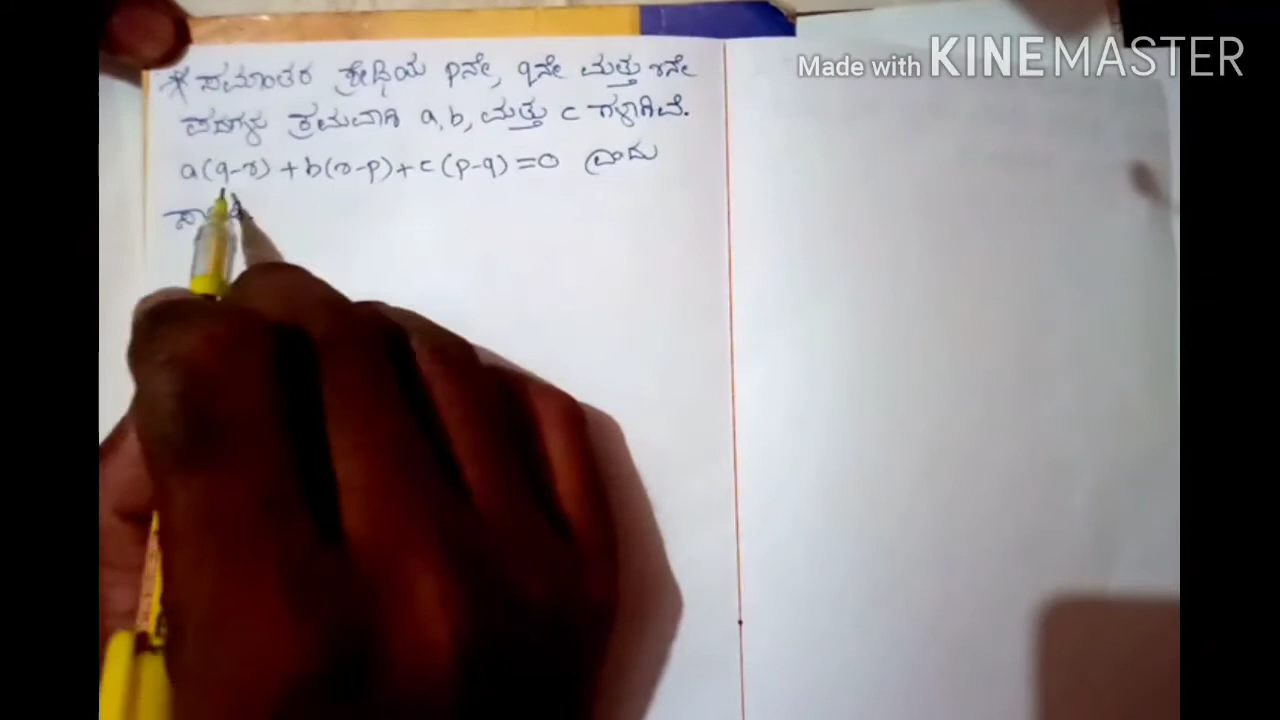 * ಸಮಾಂತರ ಶ್ರೇಢಿಯ pನೇ, qನೇ ಮತ್ತು rನೇ
ಪದಗಳು ಕ್ರಮವಾಗಿ a, b, ಮತ್ತು c ಗಳಾಗಿವೆ.
a(q-r) + b(r-p) + c(p-q) = 0 ಎಂದು
Made with KINEMASTER